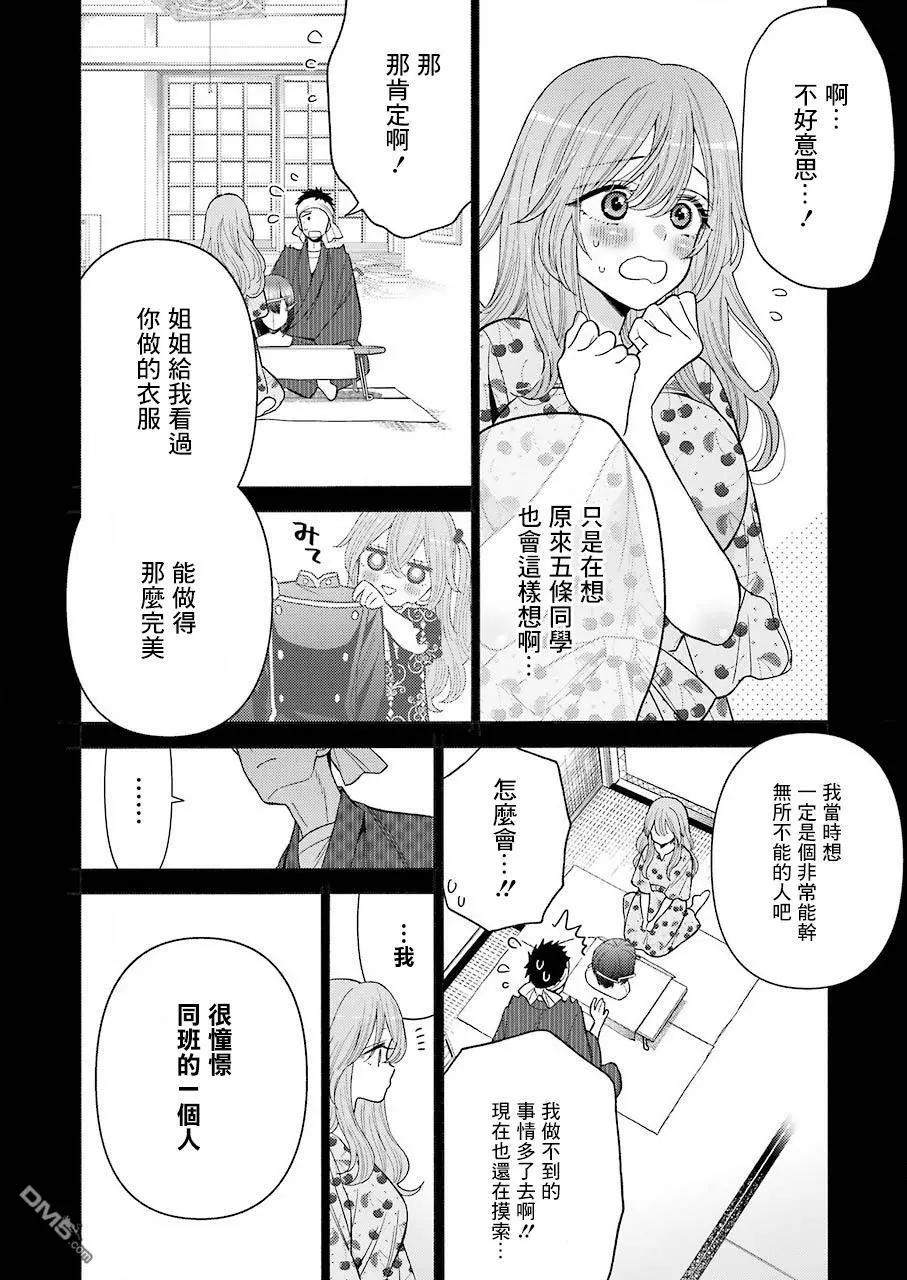 啊⋯
不好意思⋯！
只是在想
原來五條同學
也會這樣想啊⋯
那
那肯定啊！
姐姐給我看過
你做的衣服
能做得
那麼完美
みて
我當時想
一定是個非常能幹
無所不能的人吧
怎麼會⋯!!
我做不到的
事情多了去啊!!
現在也還在摸索⋯
⋯⋯
⋯我
很憧憬
同班的一個人
DM5.com